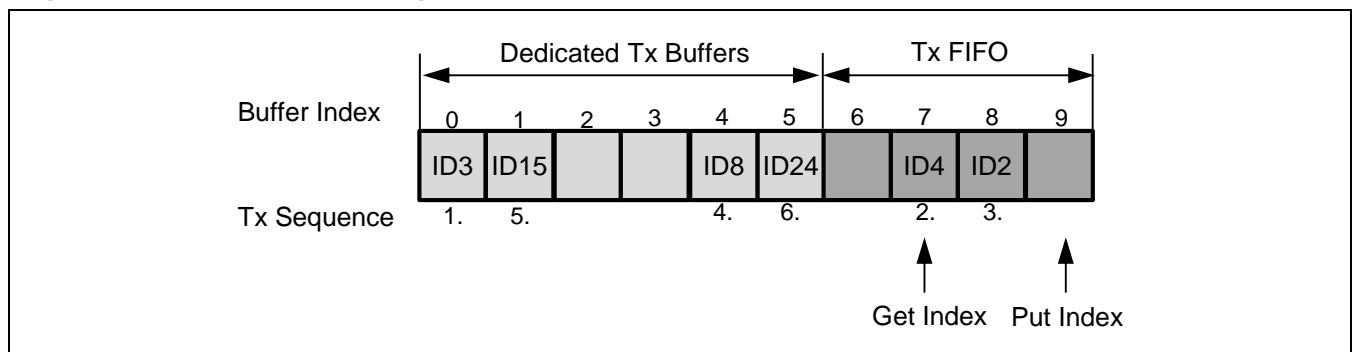 Dedicated Tx Buffers Tx FIFO
Buffer Index 0 1 2 3 4 5 6 7 8 9
ID3 ID15 ID8 ID24 ID4 ID2
Tx Sequence 1. 5. 4. 6. 2. 3.
Get Index Put Index